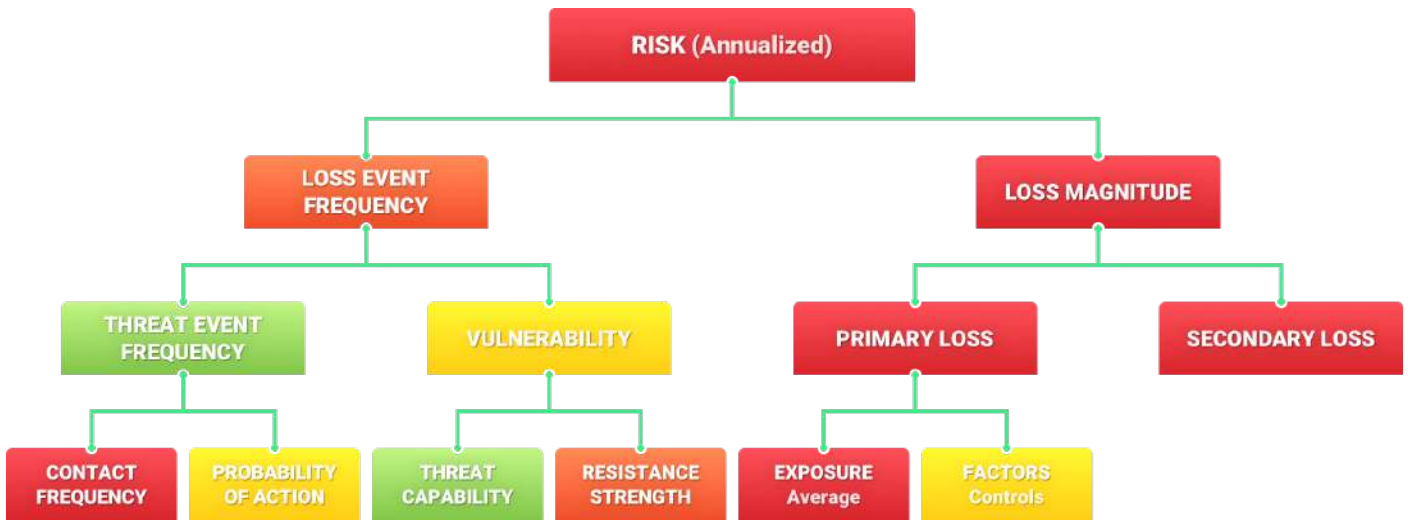 RISK (Annualized)
LOSS EVENT
FREQUENCY
LOSS MAGNITUDE
THREAT EVENT
FREQUENCY
VULNERABILITY
PRIMARY LOSS
SECONDARY LOSS
CONTACT
FREQUENCY
PROBABILITY
OF ACTION
THREAT
CAPABILITY
RESISTANCE
STRENGTH
EXPOSURE
Average
FACTORS
Controls